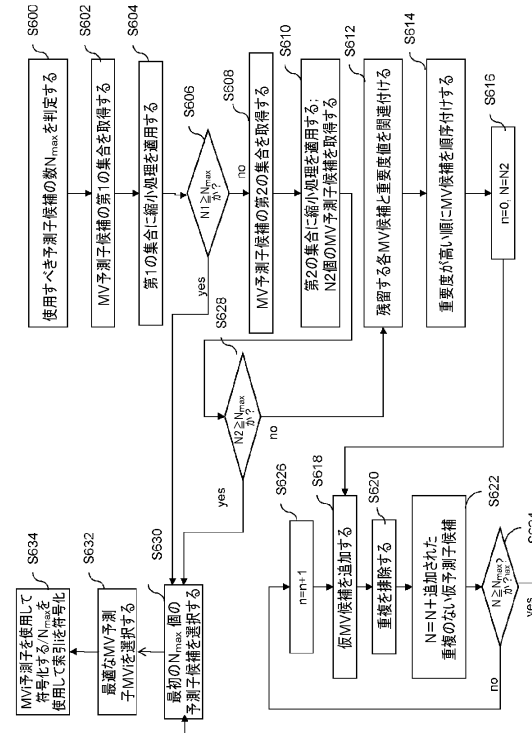 S600
使用すべき予測子候補の数Nmaxを判定する
S602
MV予測子候補の第1の集合を取得する
S604
第1の集合に縮小処理を適用する
S606
N1≧Nmax
か?
yes
no
S608
MV予測子候補の第2の集合を取得する
S610
第2の集合に縮小処理を適用する;
N2個のMV予測子候補を取得する
S628
N2≧Nmax
か?
yes
no
S612
残留する各MV候補と重要度値を関連付ける
S614
重要度が高い順にMV候補を順序付けする
S616
n=0, N=N2
S626
n=n+1
S618
仮MV候補を追加する
S620
重複を排除する
S622
N=N+追加された
重複のない仮予測子候補
N≧Nmax?
か?
no
yes
S630
最初のNmax 個の
予測子候補を選択する
S632
最適なMV予測
子MViを選択する
S634
MVi予測子を使用して
符号化する/Nmaxを
使用して索引iを符号化